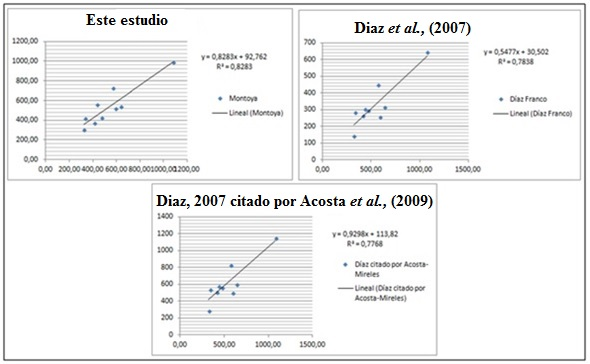 Este estudio
1200,00
1000,00
800,00
600,00
400,00
200,00
0,00
0,00 200,00 400,00 600,00 800,00 1000,00 1200,00
y = 0,8283x + 92,762
R² = 0,8283
Montoya
Lineal (Montoya)
Diaz et al., (2007)
700
600
500
400
300
200
100
0
0,00 500,00 1000,00 1500,00
y = 0,5477x + 30,502
R² = 0,7838
Díaz Franco
Lineal (Díaz Franco)
Diaz, 2007 citado por Acosta et al., (2009)
1400
1200
1000
800
600
400
200
0
0,00 500,00 1000,00 1500,00
y = 0,9298x + 113,82
R² = 0,7768
Díaz citado por Acosta-
Mireles
Lineal (Díaz citado por
Acosta-Mireles)